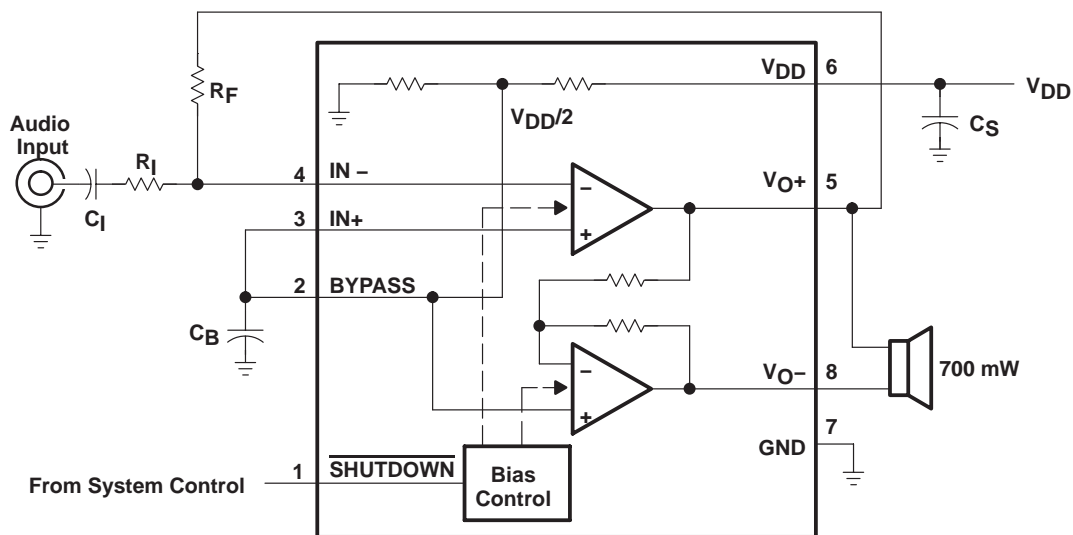 VDD 6
VDD
RF
VDD/2
CS
Audio
Input
RI
CI
4 IN –
–
VO+ 5
3 IN+
+
2 BYPASS
CB
–
VO– 8
700 mW
+
7
GND
1 SHUTDOWN
From System Control
Bias
Control